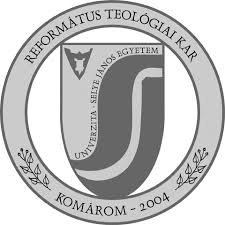 REFORMÁTUS TEOLÓGIAI KAR
UNIVERZITA - SELYE JÁNOS EGYETEM
KOMÁROM - 2004